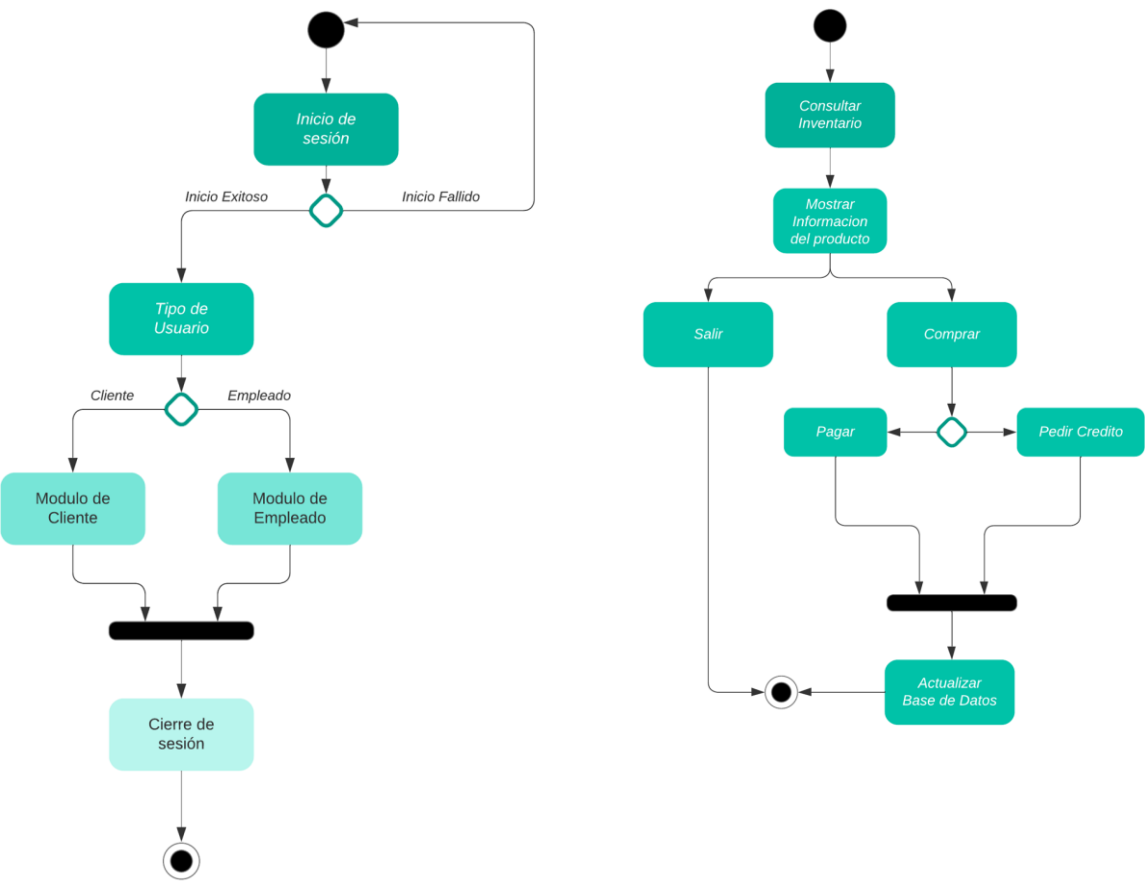 Inicio de
sesión
Inicio Exitoso
Inicio Fallido
Tipo de
Usuario
Cliente
Empleado
Modulo de
Cliente
Modulo de
Empleado
Cierre de
sesión
Consultar
Inventario
Mostrar
Informacion
del producto
Salir
Comprar
Pagar
Pedir Credito
Actualizar
Base de Datos